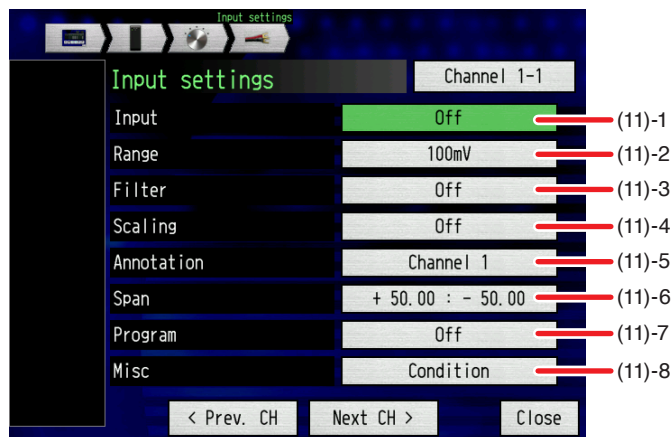 Input settings
Input settings Channel 1-1
Input Off (11)-1
Range 100mV (11)-2
Filter Off (11)-3
Scaling Off (11)-4
Annotation Channel 1 (11)-5
Span + 50.00 : - 50.00 (11)-6
Program Off (11)-7
Misc Condition (11)-8
< Prev. CH Next CH > Close